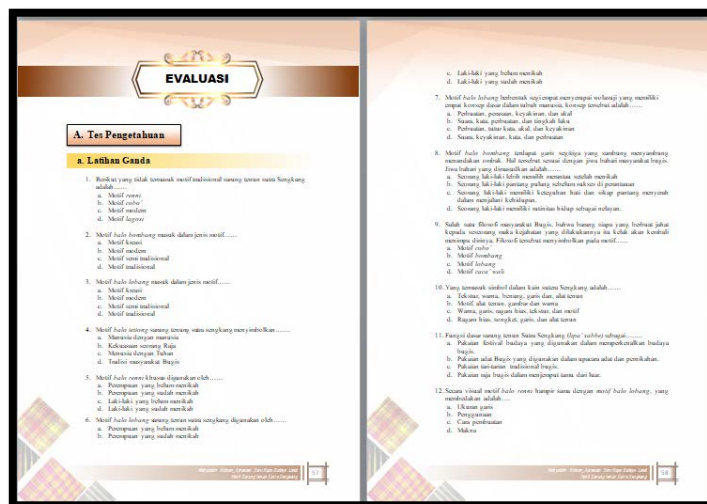 EVALUASI
A. Tes Pengetahuan
a. Latihan Ganda
1. Berikut yang tidak termasuk motif tradisional sarung tenun sutra Sengkang
adalah......
a. Motif renni
b. Motif cobo'
c. Motif modern
d. Motif lagosi
2. Motif balo bombang masuk dalam jenis motif......
a. Motif kreasi
b. Motif modern
c. Motif semi tradisional
d. Motif tradisional
3. Motif balo lobang masuk dalam jenis motif......
a. Motif kreasi
b. Motif modern
c. Motif semi tradisional
d. Motif tradisional
4. Motif balo tettong sarung tenung sutra sengkang menyimbolkan........
a. Manusia dengan manusia
b. Kekuasaan seorang Raja
c. Manusia dengan Tuhan
d. Tradisi masyarakat Bugis
5. Motif balo renni khusus digunakan oleh......
a. Perempuan yang belum menikah
b. Perempuan yang sudah menikah
c. Laki-laki yang belum menikah
d. Laki-laki yang sudah menikah
6. Motif balo lobang sarung tenun sutra sengkang digunakan oleh......
a. Perempuan yang belum menikah
b. Perempuan yang sudah menikah
57
c. Laki-laki yang belum menikah
d. Laki-laki yang sudah menikah
7. Motif balo lobang berbentuk segi empat menyerupai wolasuji yang memiliki
empat konsep dasar dalam tubuh manusia, konsep tersebut adalah......
a. Perbuatan, perasaan, keyakinan, dan akal
b. Suara, kata, perbuatan, dan tingkah laku
c. Perbuatan, tutur kata, akal, dan keyakinan
d. Suara, keyakinan, kata, dan perbuatan
8. Motif balo bombang terdapat garis segitiga yang sambung menyambung
menandakan ombak. Hal tersebut sesuai dengan jiwa bahari masyarakat bugis.
Jiwa bahari yang dimaksudkan adalah......
a. Seorang laki-laki lebih memilih merantau setelah menikah
b. Seorang laki-laki pantang pulang sebelum sukses di perantauan
c. Seorang laki-laki memiliki keteguhan hati dan sikap pantang menyerah
dalam menjalani kehidupan.
d. Seorang laki-laki memiliki rutinitas hidup sebagai nelayan.
9. Salah satu filosofi masyarakat Bugis, bahwa barang siapa yang berbuat jahat
kepada seseorang maka kejahatan yang dilakukannya itu kelak akan kembali
menimpa dirinya. Filosofi tersebut menyimbolkan pada motif......
a. Motif cobo'
b. Motif bombang
c. Motif lobang
d. Motif caca' wali
10. Yang termasuk simbol dalam kain sutera Sengkang adalah......
a. Tekstur, warna, benang, garis dan, alat tenun
b. Motif, alat tenun, gambar dan warna
c. Warna, garis, ragam hias, tekstur, dan motif
d. Ragam hias, songket, garis, dan alat tenun
11. Fungsi dasar sarung tenun Sutra Sengkang (lipa' sabbe) sebagai.......
a. Pakaian festival budaya yang digunakan dalam memperkenalkan budaya
bugis.
b. Pakaian adat Bugis yang digunakan dalam upacara adat dan pernikahan.
c. Pakaian tari-tarian tradisional bugis.
d. Pakaian raja bugis dalam menjemput tamu dari luar.
12. Secara visual motif balo renni hampir sama dengan motif balo lobang, yang
membedakan adalah....
a. Ukuran garis
b. Penggunaan
c. Cara pembuatan
d. Makna
58